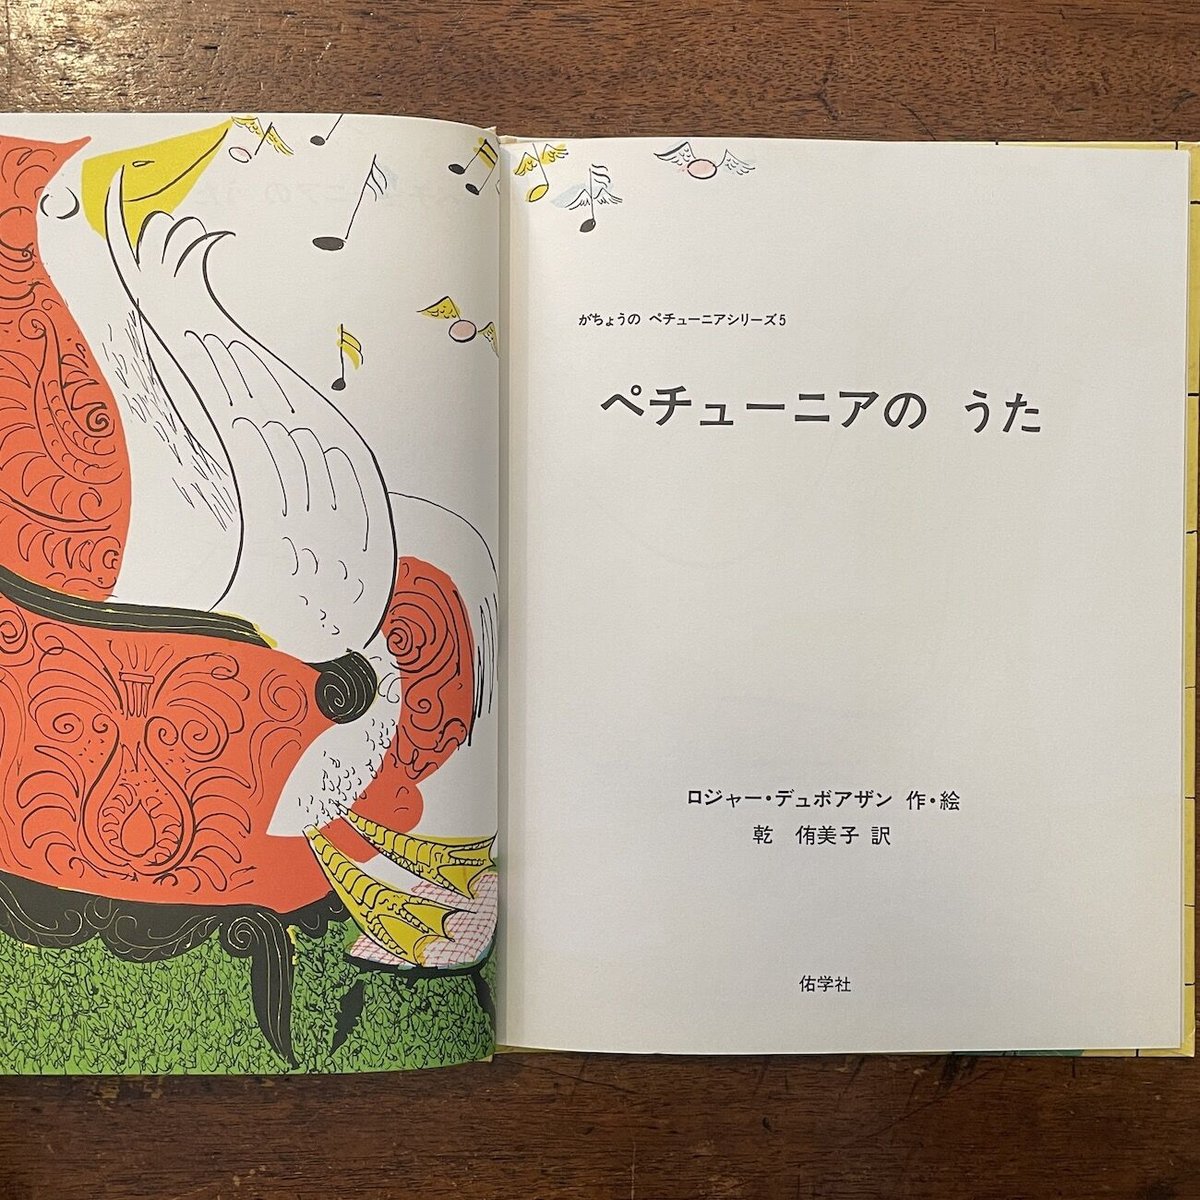 がちょうの ペチューニアシリーズ5
ペチューニアの うた
ロジャー・デュボアザン 作・絵
乾 侑美子 訳
佑学社